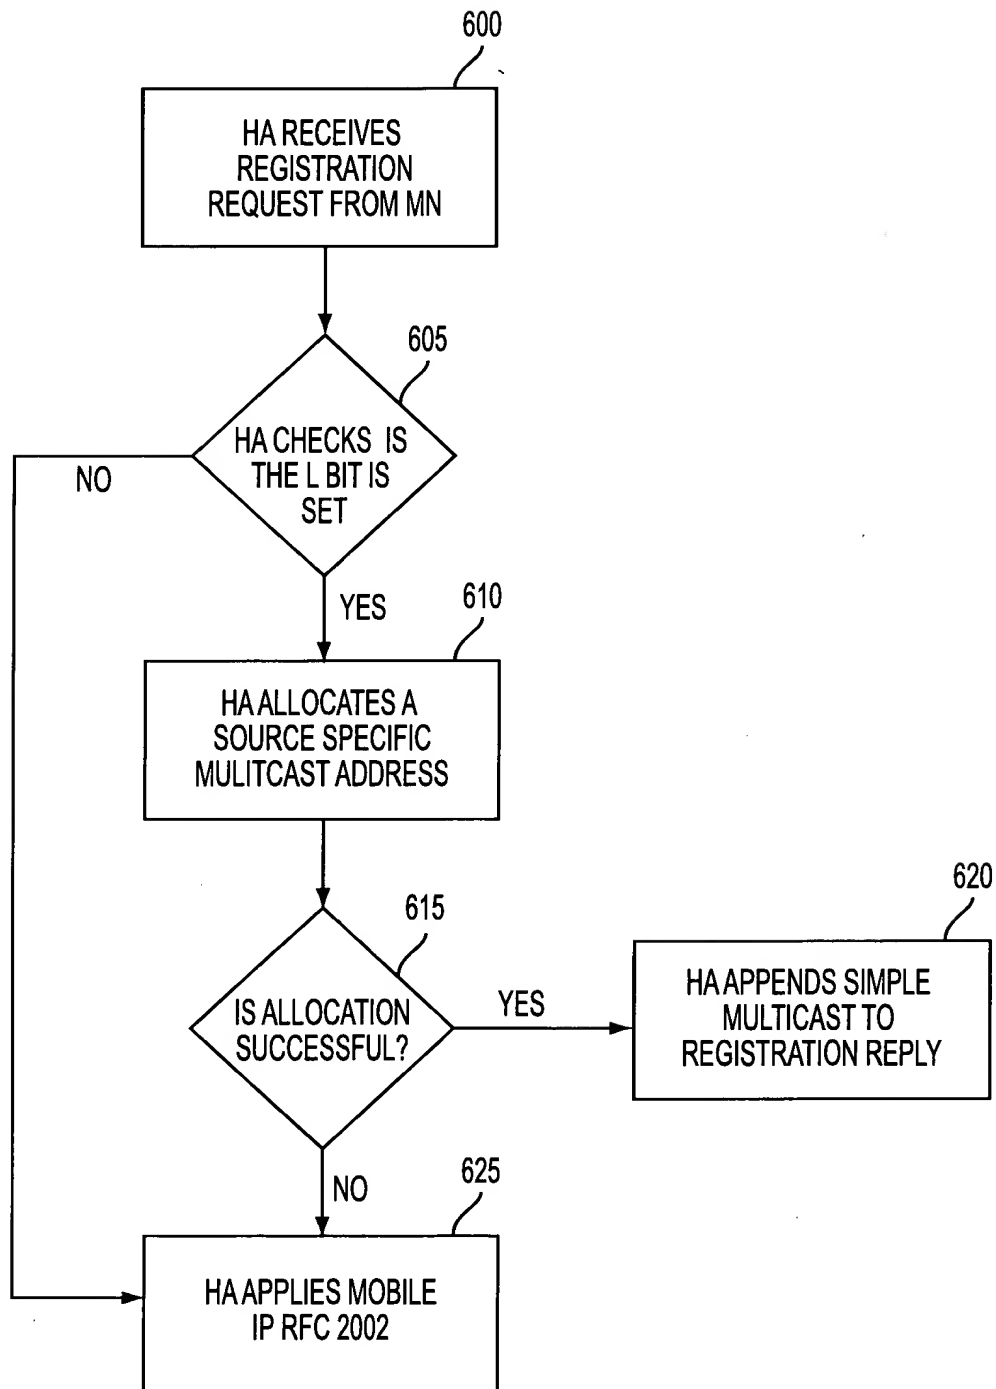 600
HA RECEIVES
REGISTRATION
REQUEST FROM MN
605
HA CHECKS IS
THE L BIT IS
SET
NO
YES
610
HA ALLOCATES A
SOURCE SPECIFIC
MULITCAST ADDRESS
615
IS ALLOCATION
SUCCESSFUL?
YES
620
HA APPENDS SIMPLE
MULTICAST TO
REGISTRATION REPLY
NO
625
HA APPLIES MOBILE
IP RFC 2002